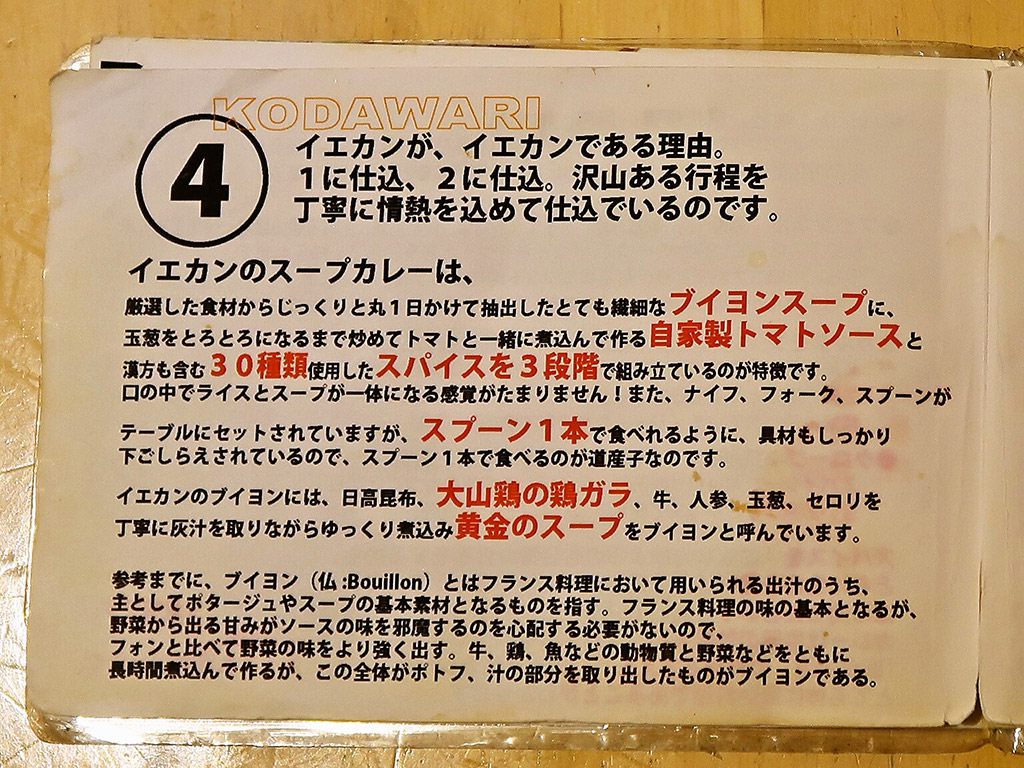 KODAWARI
4
イエカンが、イエカンである理由。
１に仕込、２に仕込。沢山ある行程を
丁寧に情熱を込めて仕込でいるのです。
イエカンのスープカレーは、
厳選した食材からじっくりと丸１日かけて抽出したとても繊細なブイヨンスープに、
玉葱をとろとろになるまで炒めてトマトと一緒に煮込んで作る自家製トマトソースと
漢方も含む３０種類使用したスパイスを３段階で組み立ているのが特徴です。
口の中でライスとスープが一体になる感覚がたまりません！また、ナイフ、フォーク、スプーンが
テーブルにセットされていますが、スプーン１本で食べれるように、具材もしっかり
下ごしらえされているので、スプーン１本で食べるのが道産子なのです。
イエカンのブイヨンには、日高昆布、大山鶏の鶏ガラ、牛、人参、玉葱、セロリを
丁寧に灰汁を取りながらゆっくり煮込み黄金のスープをブイヨンと呼んでいます。
参考までに、ブイヨン（仏:Bouillon）とはフランス料理において用いられる出汁のうち、
主としてポタージュやスープの基本素材となるものを指す。フランス料理の味の基本となるが、
野菜から出る甘みがソースの味を邪魔するのを心配する必要がないので、
フォンと比べて野菜の味をより強く出す。牛、鶏、魚などの動物質と野菜などをともに
長時間煮込んで作るが、この全体がポトフ、汁の部分を取り出したものがブイヨンである。